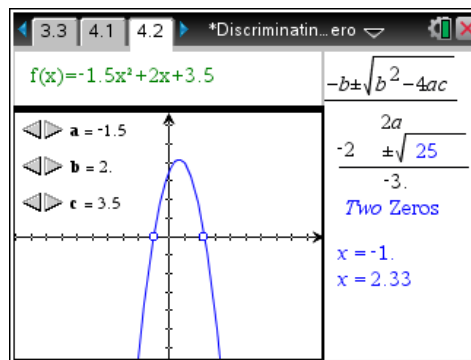 3.3 4.1 4.2 *Discriminatin…ero
f(x)=-1.5x²+2x+3.5
a = -1.5
b = 2.
c = 3.5
-b±√b²-4ac
2a
-2 ±√25
-3.
Two Zeros
x = -1.
x = 2.33